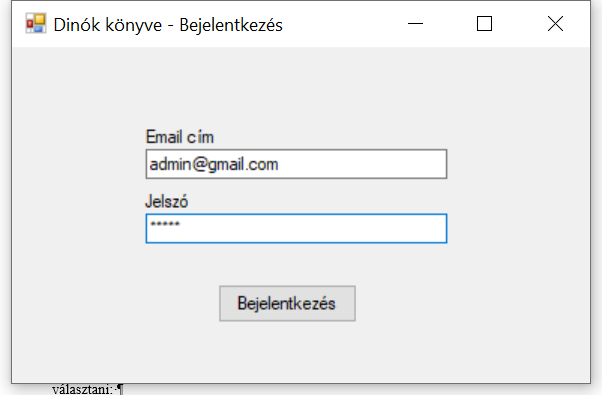 Dinók könyve - Bejelentkezés
Email cím
admin@gmail.com
Jelszó
*****
Bejelentkezés
választani:·¶